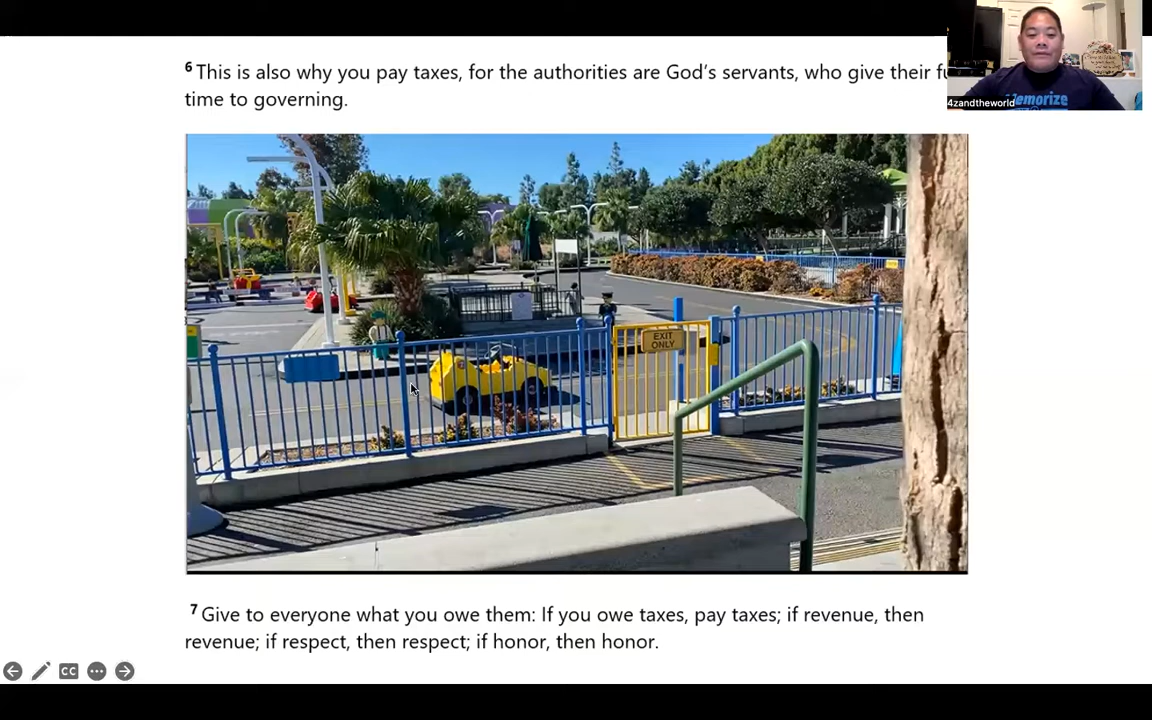 6 This is also why you pay taxes, for the authorities are God's servants, who give their
time to governing.
4zandtheworld
EXIT
ONLY
7 Give to everyone what you owe them: If you owe taxes, pay taxes; if revenue, then
revenue; if respect, then respect; if honor, then honor.
CC